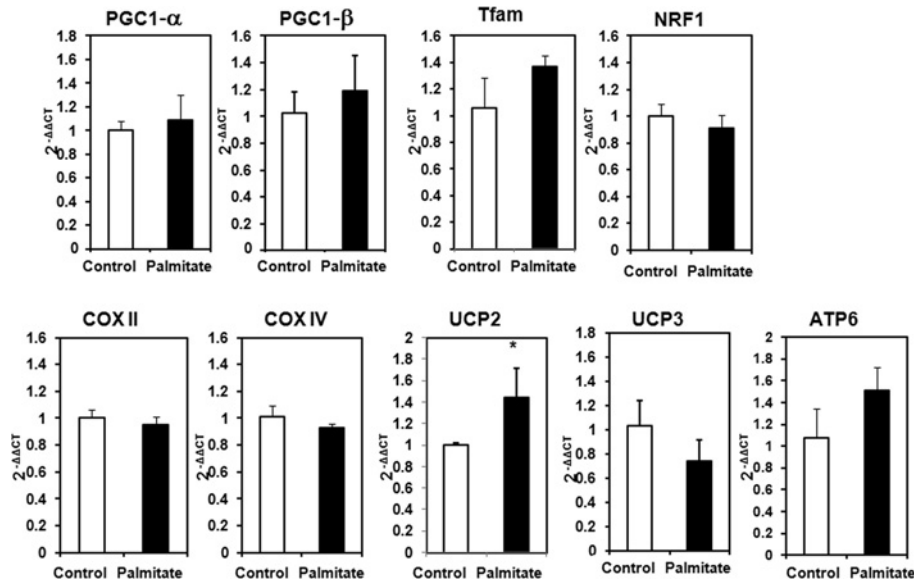 PGC1-α PGC1-β Tfam NRF1
1.6 1.6 1.6 1.6
1.4 1.4 1.4 1.4
1.2 1.2 1.2 1.2
1 1 1 1
0.8 0.8 0.8 0.8
0.6 0.6 0.6 0.6
0.4 0.4 0.4 0.4
0.2 0.2 0.2 0.2
0 0 0 0
2-ΔΔCT 2-ΔΔCT 2-ΔΔCT 2-ΔΔCT
Control Palmitate Control Palmitate Control Palmitate Control Palmitate
COX II COX IV UCP2 UCP3 ATP6
1.6 1.6 2 1.8 2
1.4 1.4 1.8 1.6 1.8
1.2 1.2 1.6 1.4 1.6
1 1 1.4 1.2 1.4
0.8 0.8 1.2 1 1.2
0.6 0.6 1 0.8 1
0.4 0.4 0.8 0.6 0.8
0.2 0.2 0.6 0.4 0.6
0 0 0.4 0.2 0.4
0.2 0 0.2
0 0
*
2-ΔΔCT 2-ΔΔCT 2-ΔΔCT 2-ΔΔCT 2-ΔΔCT
Control Palmitate Control Palmitate Control Palmitate Control Palmitate Control Palmitate